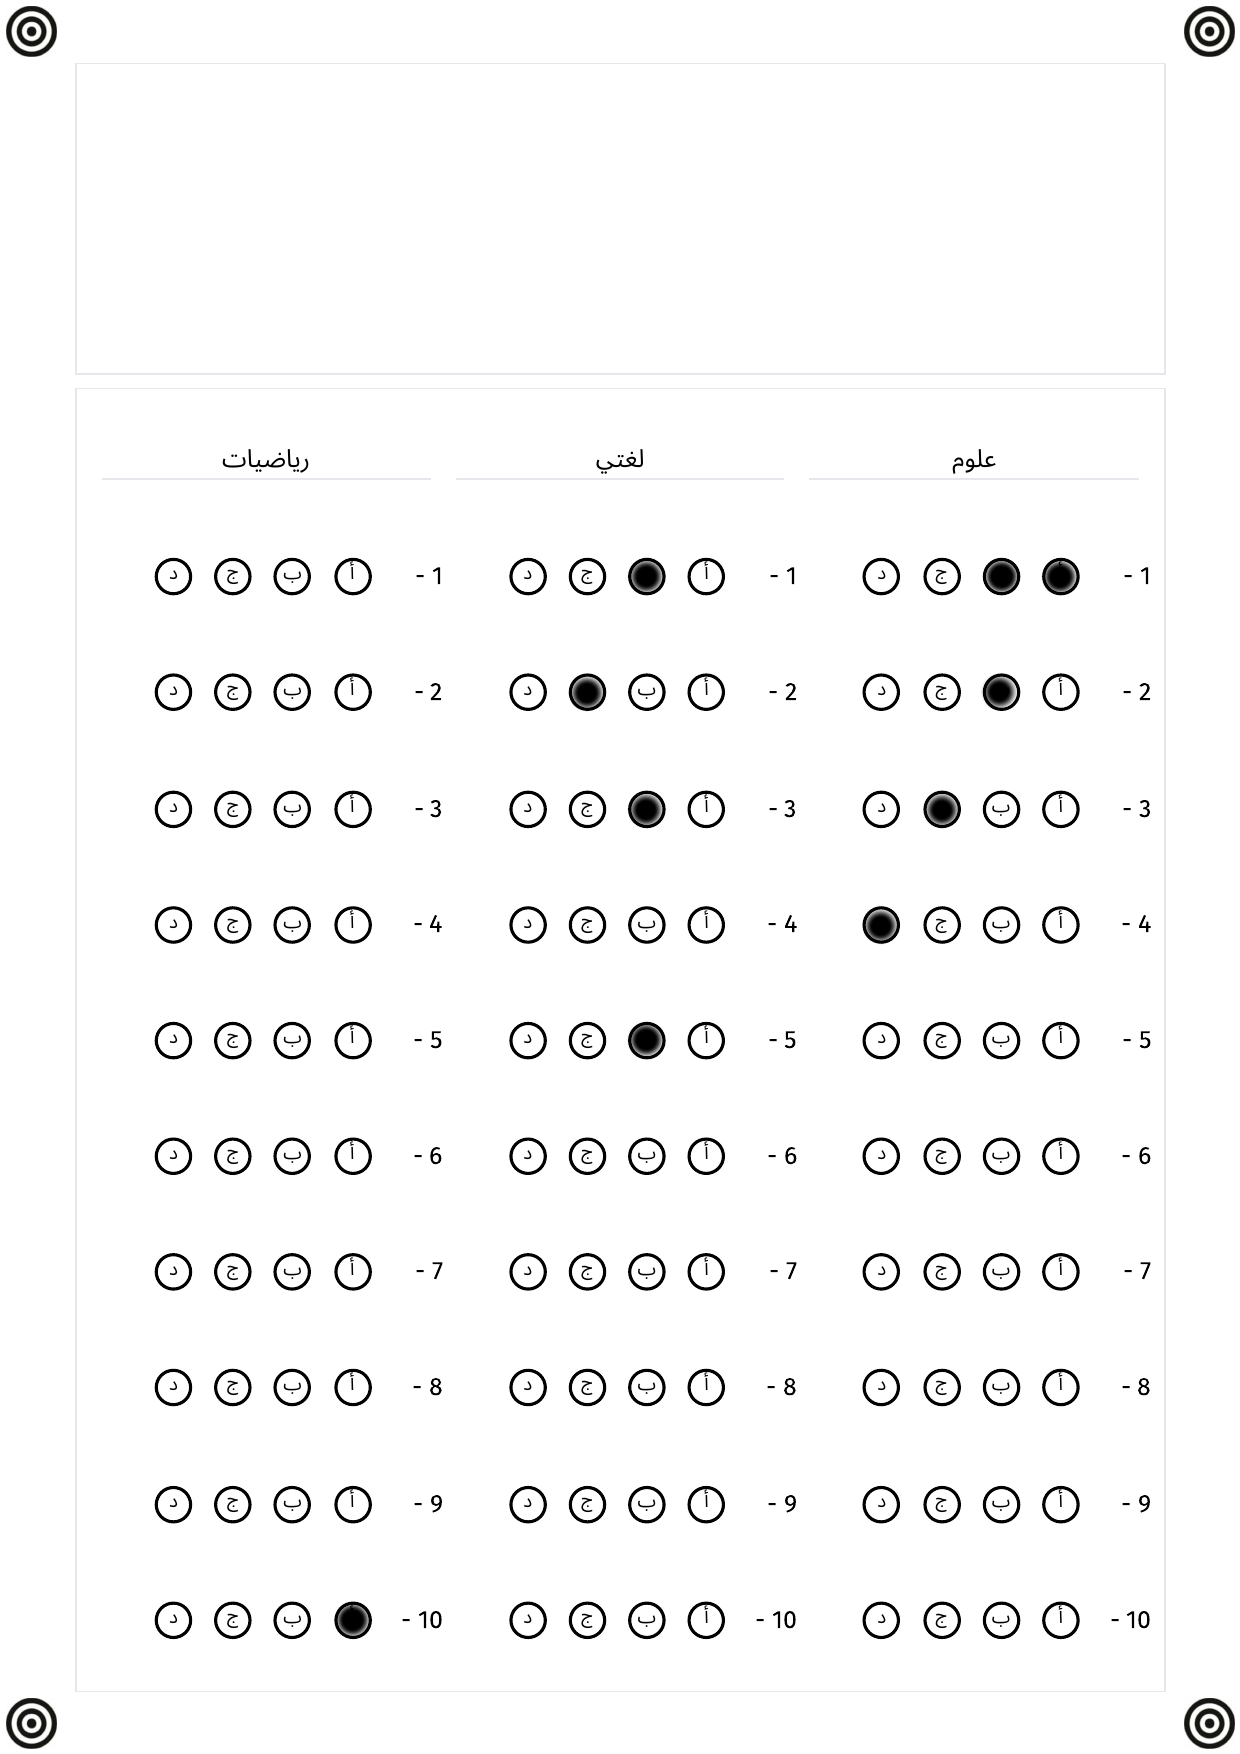 علوم لغتي رياضيات
1 - ج د 1 - أ ج د 1 - أ ب ج د
2 - أ ج د 2 - أ ب د 2 - أ ب ج د
3 - أ ب د 3 - أ ج د 3 - أ ب ج د
4 - أ ب ج 4 - أ ب ج د 4 - أ ب ج د
5 - أ ب ج د 5 - أ ج د 5 - أ ب ج د
6 - أ ب ج د 6 - أ ب ج د 6 - أ ب ج د
7 - أ ب ج د 7 - أ ب ج د 7 - أ ب ج د
8 - أ ب ج د 8 - أ ب ج د 8 - أ ب ج د
9 - أ ب ج د 9 - أ ب ج د 9 - أ ب ج د
10 - أ ب ج د 10 - أ ب ج د 10 - ب ج د